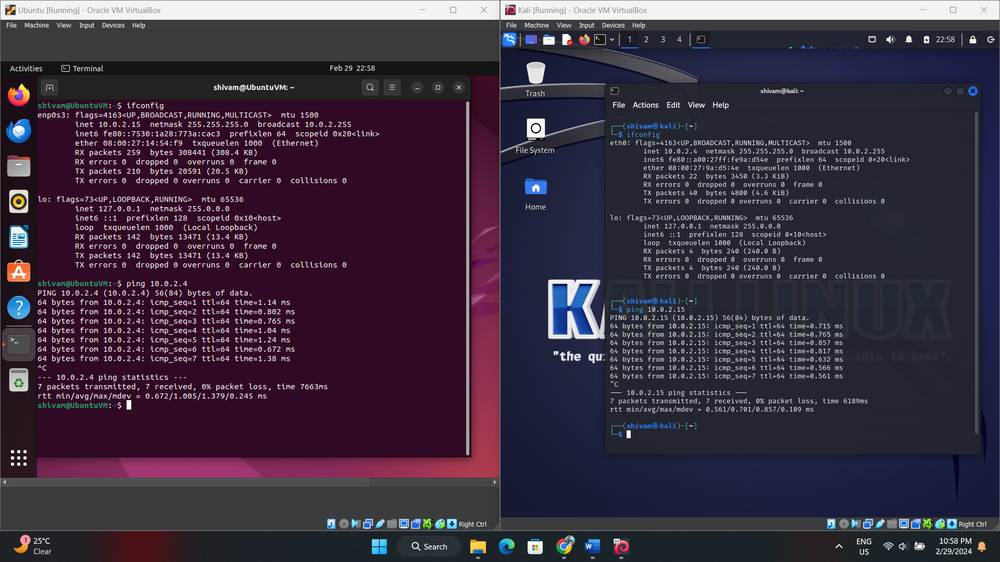 Ubuntu [Running] - Oracle VM VirtualBox
File Machine View Input Devices Help
Activities
Terminal
Feb 29 22:58
shivam@UbuntuVM: ~
shivam@UbuntuVM:~$ ifconfig
enp0s3: flags=4163<UP,BROADCAST,RUNNING,MULTICAST>  mtu 1500
        inet 10.0.2.15  netmask 255.255.255.0  broadcast 10.0.2.255
        inet6 fe80::7530:1a28:773a:cac3  prefixlen 64  scopeid 0x20<link>
        ether 08:00:27:14:54:f9  txqueuelen 1000  (Ethernet)
        RX packets 259  bytes 308441 (308.4 KB)
        RX errors 0  dropped 0  overruns 0  frame 0
        TX packets 210  bytes 20591 (20.5 KB)
        TX errors 0  dropped 0 overruns 0  carrier 0  collisions 0
lo: flags=73<UP,LOOPBACK,RUNNING>  mtu 65536
        inet 127.0.0.1  netmask 255.0.0.0
        inet6 ::1  prefixlen 128  scopeid 0x10<host>
        loop  txqueuelen 1000  (Local Loopback)
        RX packets 142  bytes 13471 (13.4 KB)
        RX errors 0  dropped 0  overruns 0  frame 0
        TX packets 142  bytes 13471 (13.4 KB)
        TX errors 0  dropped 0 overruns 0  carrier 0  collisions 0
shivam@UbuntuVM:~$ ping 10.0.2.4
PING 10.0.2.4 (10.0.2.4) 56(84) bytes of data.
64 bytes from 10.0.2.4: icmp_seq=1 ttl=64 time=1.14 ms
64 bytes from 10.0.2.4: icmp_seq=2 ttl=64 time=0.802 ms
64 bytes from 10.0.2.4: icmp_seq=3 ttl=64 time=0.765 ms
64 bytes from 10.0.2.4: icmp_seq=4 ttl=64 time=1.04 ms
64 bytes from 10.0.2.4: icmp_seq=5 ttl=64 time=1.24 ms
64 bytes from 10.0.2.4: icmp_seq=6 ttl=64 time=0.672 ms
64 bytes from 10.0.2.4: icmp_seq=7 ttl=64 time=1.38 ms
^C
--- 10.0.2.4 ping statistics ---
7 packets transmitted, 7 received, 0% packet loss, time 7663ms
rtt min/avg/max/mdev = 0.672/1.005/1.379/0.245 ms
shivam@UbuntuVM:~$
Right Ctrl
Kali [Running] - Oracle VM VirtualBox
File Machine View Input Devices Help
1 2 3 4
22:58
Trash
File System
Home
shivam@kali: ~
File Actions Edit View Help
┌──(shivam㉿kali)-[~]
└─$ ifconfig
eth0: flags=4163<UP,BROADCAST,RUNNING,MULTICAST>  mtu 1500
        inet 10.0.2.4  netmask 255.255.255.0  broadcast 10.0.2.255
        inet6 fe80::a00:27ff:fe9a:d54e  prefixlen 64  scopeid 0×20<link>
        ether 08:00:27:9a:d5:4e  txqueuelen 1000  (Ethernet)
        RX packets 22  bytes 3450 (3.3 KiB)
        RX errors 0  dropped 0  overruns 0  frame 0
        TX packets 40  bytes 4800 (4.6 KiB)
        TX errors 0  dropped 0 overruns 0  carrier 0  collisions 0
lo: flags=73<UP,LOOPBACK,RUNNING>  mtu 65536
        inet 127.0.0.1  netmask 255.0.0.0
        inet6 ::1  prefixlen 128  scopeid 0×10<host>
        loop  txqueuelen 1000  (Local Loopback)
        RX packets 4  bytes 240 (240.0 B)
        RX errors 0  dropped 0  overruns 0  frame 0
        TX packets 4  bytes 240 (240.0 B)
        TX errors 0  dropped 0 overruns 0  carrier 0  collisions 0
┌──(shivam㉿kali)-[~]
└─$ ping 10.0.2.15
PING 10.0.2.15 (10.0.2.15) 56(84) bytes of data.
64 bytes from 10.0.2.15: icmp_seq=1 ttl=64 time=0.715 ms
64 bytes from 10.0.2.15: icmp_seq=2 ttl=64 time=0.765 ms
64 bytes from 10.0.2.15: icmp_seq=3 ttl=64 time=0.857 ms
64 bytes from 10.0.2.15: icmp_seq=4 ttl=64 time=0.817 ms
64 bytes from 10.0.2.15: icmp_seq=5 ttl=64 time=0.632 ms
64 bytes from 10.0.2.15: icmp_seq=6 ttl=64 time=0.566 ms
64 bytes from 10.0.2.15: icmp_seq=7 ttl=64 time=0.561 ms
^C
--- 10.0.2.15 ping statistics ---
7 packets transmitted, 7 received, 0% packet loss, time 6189ms
rtt min/avg/max/mdev = 0.561/0.701/0.857/0.109 ms
┌──(shivam㉿kali)-[~]
└─$
KALI LINUX
"the able to hear"
Right Ctrl
1
25°C
Clear
Search
64
ENG
US
10:58 PM
2/29/2024